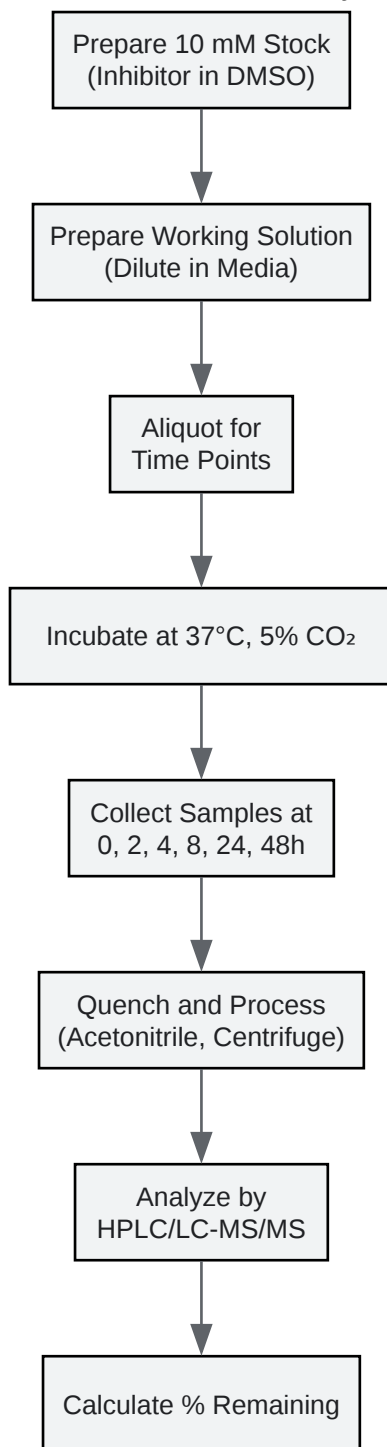 Prepare 10 mM Stock
(Inhibitor in DMSO)
Prepare Working Solution
(Dilute in Media)
Aliquot for
Time Points
Incubate at 37°C, 5% CO₂
Collect Samples at
0, 2, 4, 8, 24, 48h
Quench and Process
(Acetonitrile, Centrifuge)
Analyze by
HPLC/LC-MS/MS
Calculate % Remaining